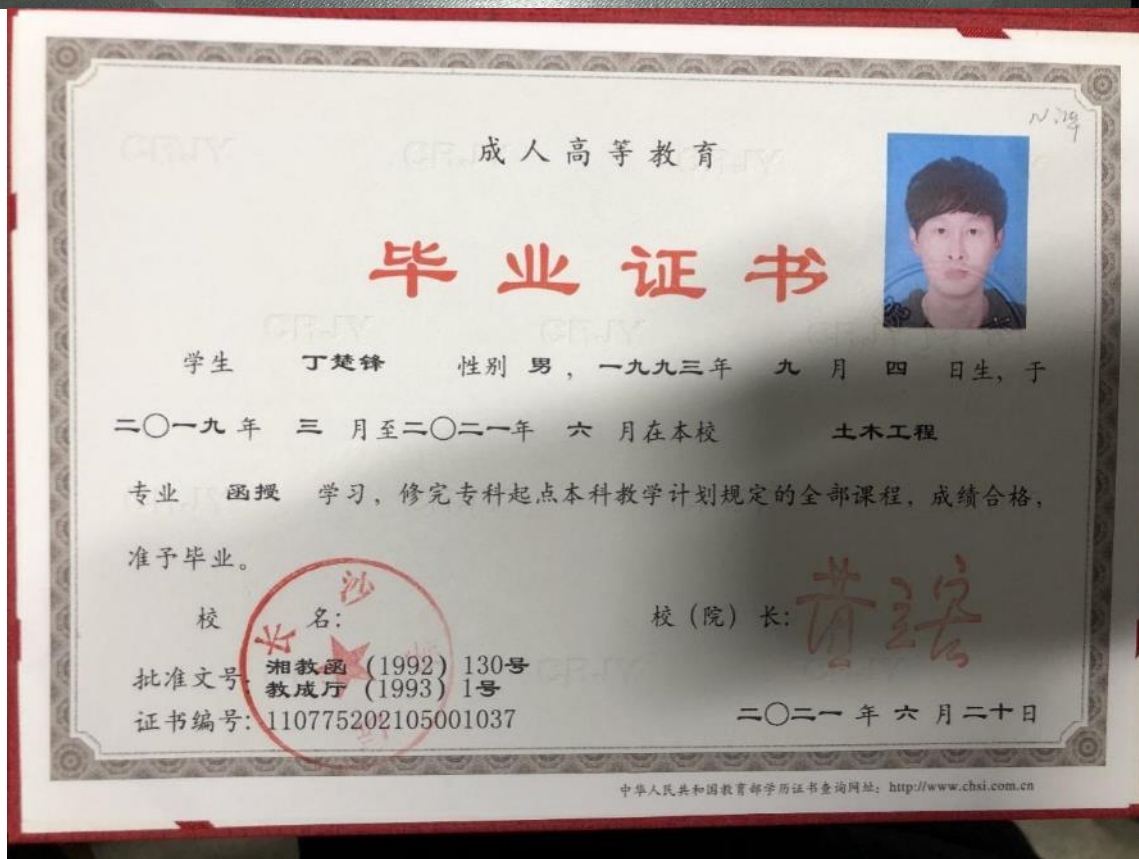 成人高等教育
毕业证书
学生 丁楚锋 性别 男，一九九三年 九 月 四 日生，于
二〇一九 年 三 月至二〇二一年 六 月在本校 土木工程
专业 函授 学习，修完专科起点本科教学计划规定的全部课程，成绩合格，
准予毕业。
校 名：
校（院）长：
批准文号：湘教函（1992）130号
教成厅（1993）1号
证书编号：110775202105001037
二〇二一 年 六 月二十日
中华人民共和国教育部学历证书查询网址：http://www.chsi.com.cn